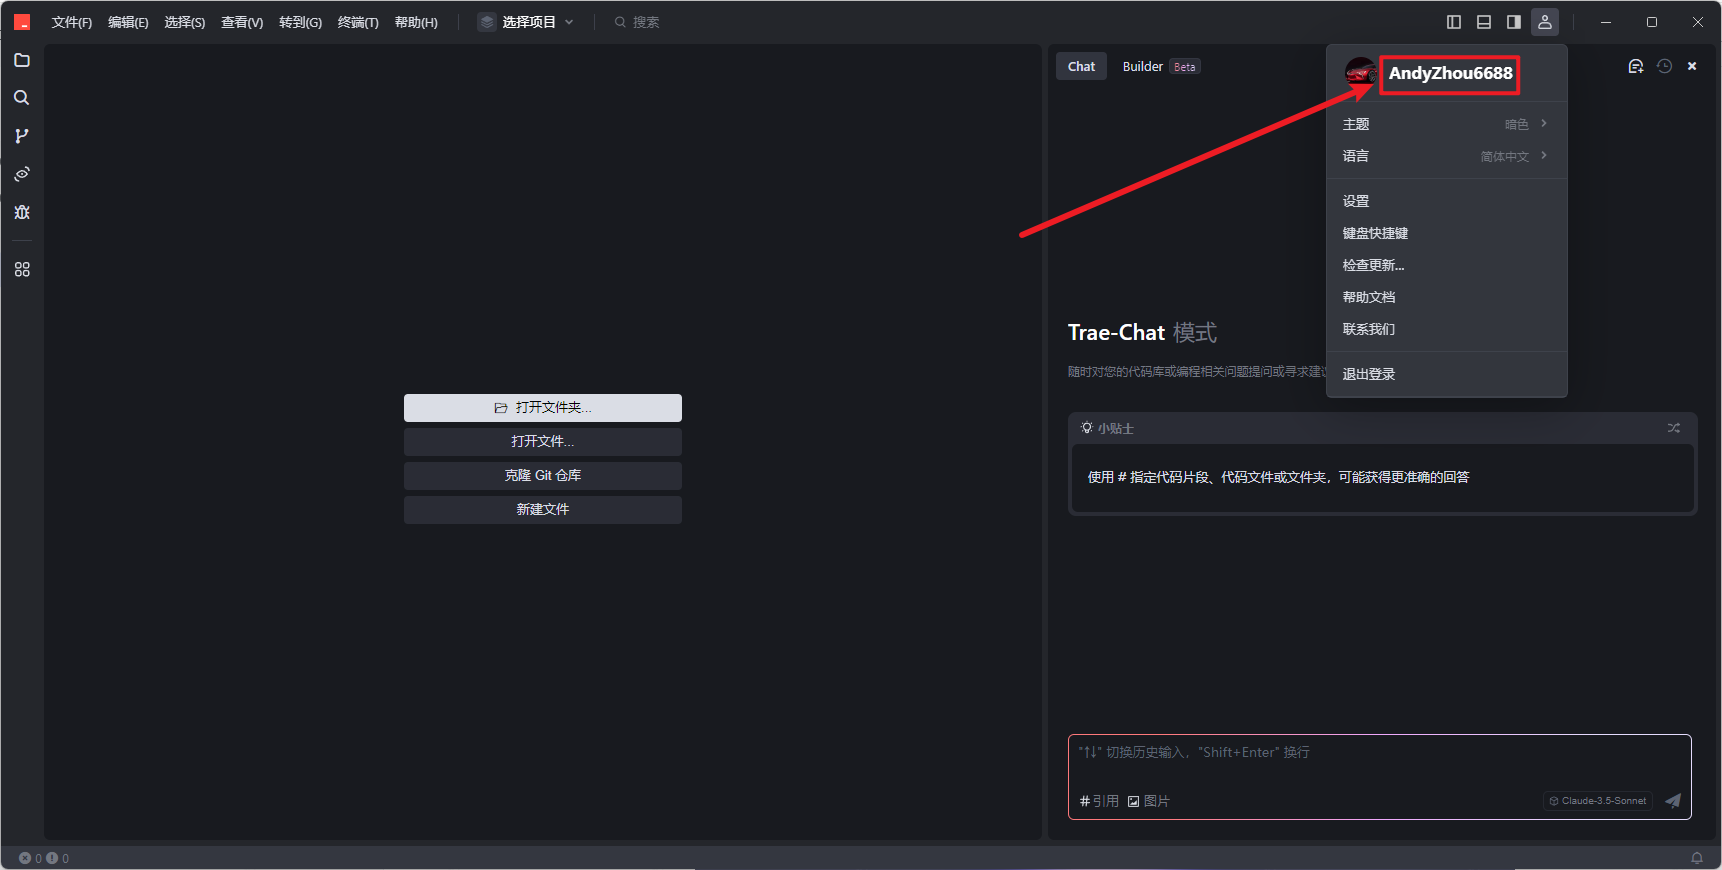 文件(F) 编辑(E) 选择(S) 查看(V) 转到(G) 终端(T) 帮助(H) 选择项目 搜索
Chat Builder Beta
AndyZhou6688
主题 暗色
语言 简体中文
设置
键盘快捷键
检查更新...
帮助文档
联系我们
退出登录
打开文件夹...
打开文件...
克隆 Git 仓库
新建文件
Trae-Chat 模式
随时对您的代码库或编程相关问题提问或寻求建
小贴士
使用 # 指定代码片段、代码文件或文件夹，可能获得更准确的回答
"↑↓" 切换历史输入，"Shift+Enter" 换行
引用 图片 Claude-3.5-Sonnet
0 0